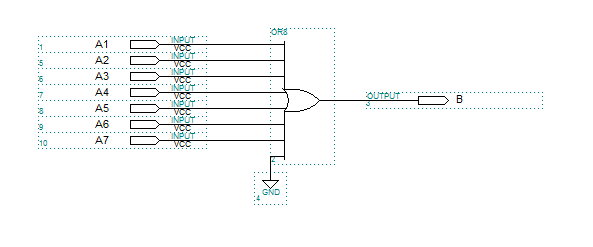 OR8
A1 INPUT
1 VCC
A2 INPUT
5 VCC
A3 INPUT
6 VCC
A4 INPUT
7 VCC
OUTPUT
3
B
A5 INPUT
8 VCC
A6 INPUT
9 VCC
A7 INPUT
10 VCC
2
GND
4